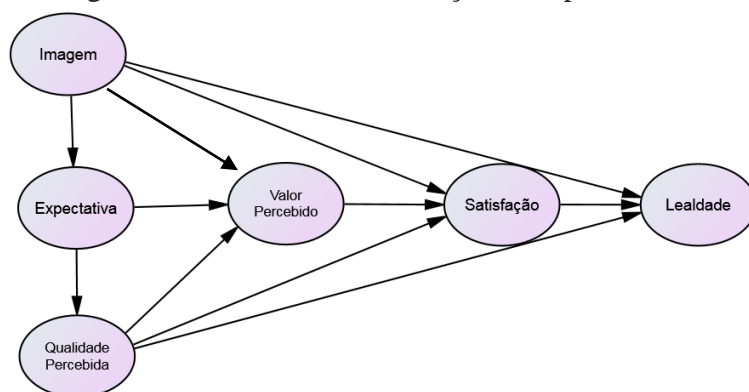 Imagem
Expectativa
Valor
Percebido
Satisfação
Lealdade
Qualidade
Percebida